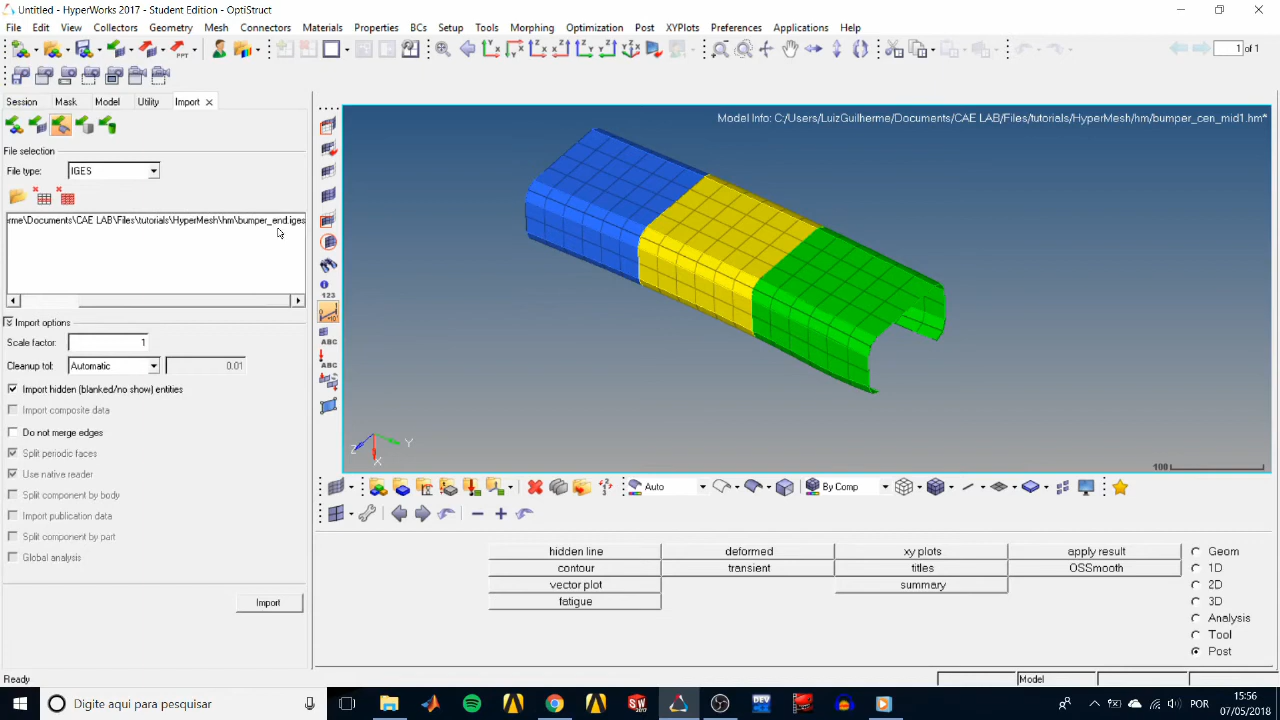 Untitled - HyperWorks 2017 - Student Edition - OptiStruct
File Edit View Collectors Geometry Mesh Connectors Materials Properties BCs Setup Tools Morphing Optimization Post XYPlots Preferences Applications Help
1 of 1
Session Mask Model Utility Import
Model Info: C:/Users/LuizGuilherme/Documents/CAE LAB/Files/tutorials/HyperMesh/hm/bumper_cen_mid1.hm*
File selection
File type: IGES
rme\Documents\CAE LAB\Files\tutorials\HyperMesh\hm\bumper_end.iges
123
ABC
ABC
Import options
Scale factor: 1
Cleanup tol: Automatic 0.01
Import hidden (blanked/no show) entities
Import composite data
Do not merge edges
Split periodic faces
Use native reader
Split component by body
Import publication data
Split component by part
Global analysis
Import
Z Y
X
100
Auto By Comp
hidden line deformed xy plots apply result Geom
contour transient titles OSSmooth 1D
vector plot summary 2D
fatigue 3D
Analysis
Tool
Post
Ready Model
Digite aqui para pesquisar
POR
15:56
07/05/2018